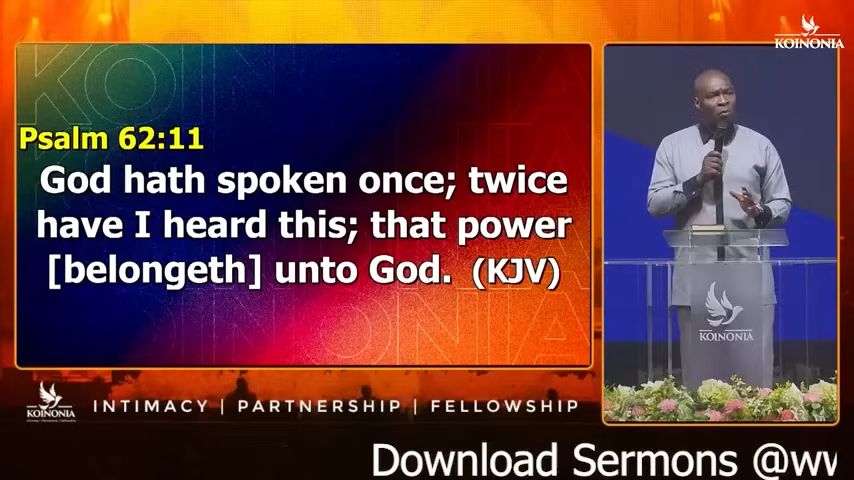 KOINONIA
Psalm 62:11
God hath spoken once; twice
have I heard this; that power
[belongeth] unto God. (KJV)
KOINONIA
KOINONIA
INTIMACY | PARTNERSHIP | FELLOWSHIP
Download Sermons @